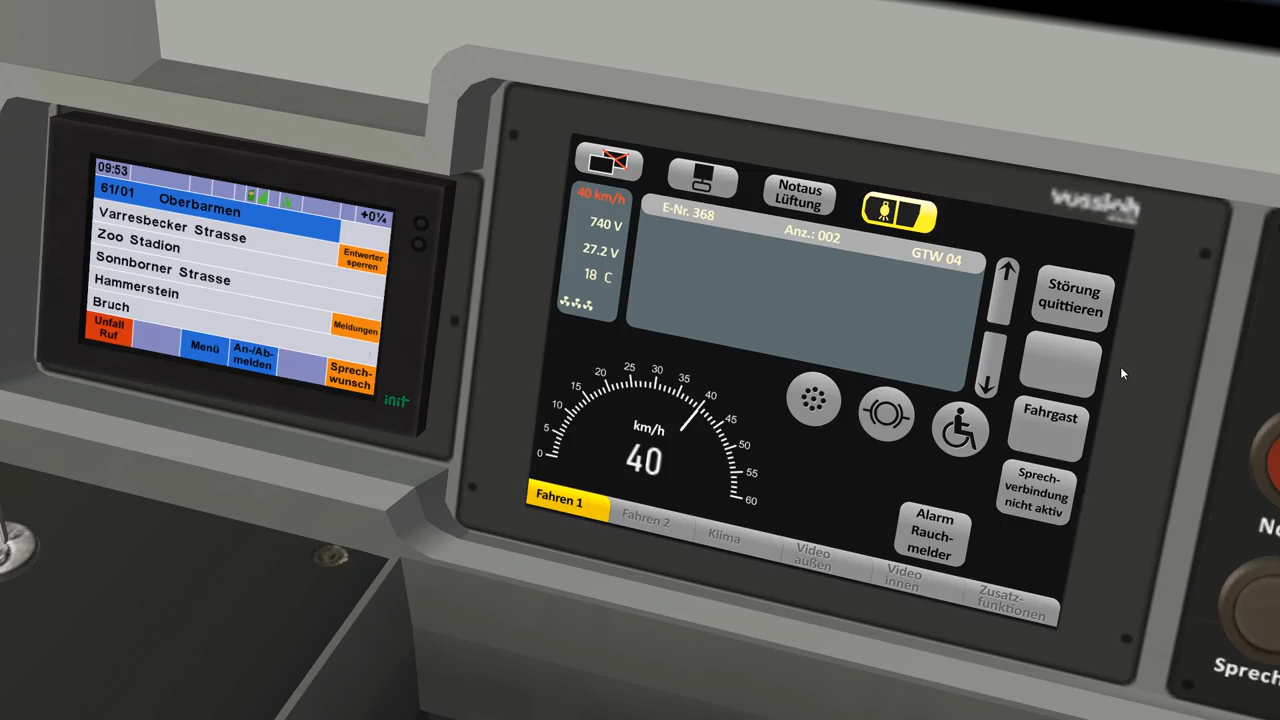 09:53
+0¼
61/01 Oberbarmen
Varresbecker Strasse
Zoo Stadion
Sonnborner Strasse
Hammerstein
Bruch
Entwerter
sperren
Meldungen
Unfall
Ruf
Menü
An-/Ab-
melden
Sprech-
wunsch
init
Notaus
Lüftung
40 km/h
740 V
27.2 V
18 C
E-Nr. 368
Anz.: 002
GTW 04
Störung
quittieren
Fahrgast
Sprech-
verbindung
nicht aktiv
Alarm
Rauch-
melder
0 5 10 15 20 25 30 35 40 45 50 55 60
km/h
40
Fahren 1
Fahren 2
Klima
Video
außen
Video
innen
Zusatz-
funktionen